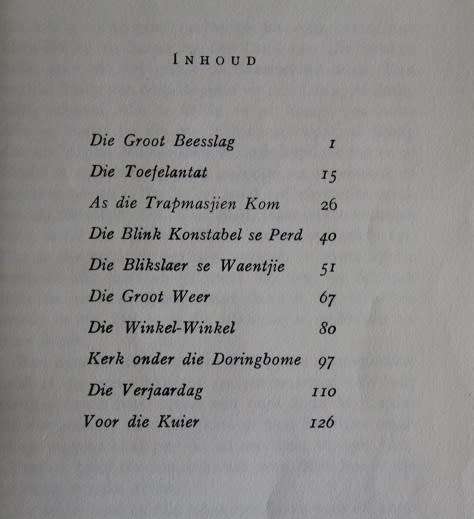 INHOUD
Die Groot Beesslag 1
Die Toefelantat 15
As die Trapmasjien Kom 26
Die Blink Konstabel se Perd 40
Die Blikslaer se Waentjie 51
Die Groot Weer 67
Die Winkel-Winkel 80
Kerk onder die Doringbome 97
Die Verjaardag 110
Voor die Kuier 126